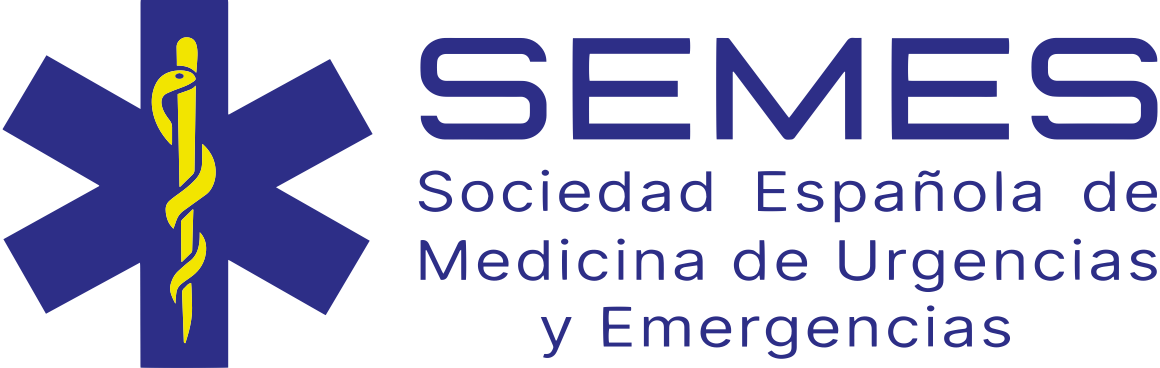 SEMES
Sociedad Española de
Medicina de Urgencias
y Emergencias